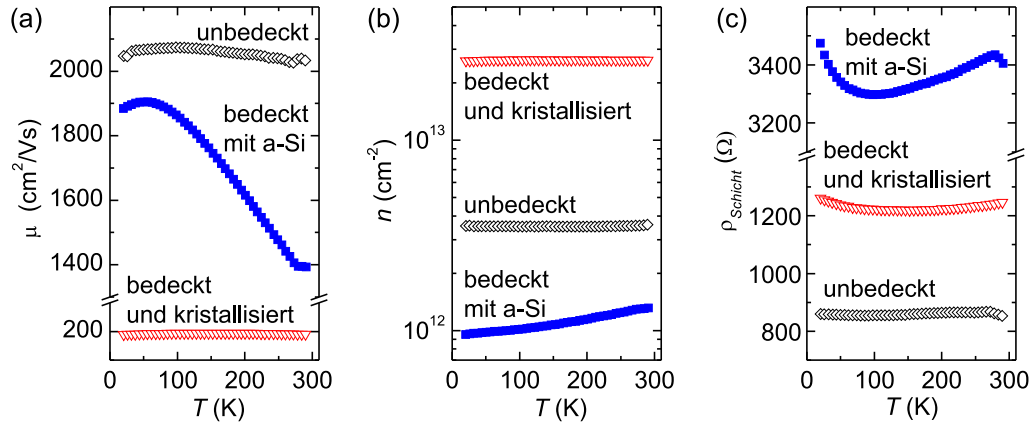 (a)
unbedeckt
2000
bedeckt
mit a-Si
1800
1600
1400
bedeckt
und kristallisiert
200
μ (cm²/Vs)
0 100 200 300
T (K)
(b)
bedeckt
und kristallisiert
10¹³
unbedeckt
bedeckt
mit a-Si
10¹²
n (cm⁻²)
0 100 200 300
T (K)
(c)
bedeckt
mit a-Si
3400
3300
bedeckt
und kristallisiert
1200
1000
unbedeckt
800
ρSchicht (Ω)
0 100 200 300
T (K)